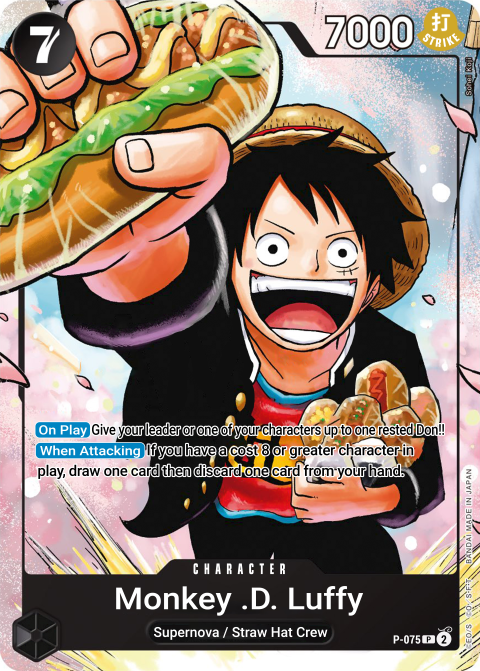 7
7000
打
STRIKE
On Play Give your leader or one of your characters up to one rested Don!!
When Attacking If you have a cost 8 or greater character in
play, draw one card then discard one card from your hand.
CHARACTER
Monkey .D. Luffy
Supernova / Straw Hat Crew
P-075 P 2
BANDAI MADE IN JAPAN